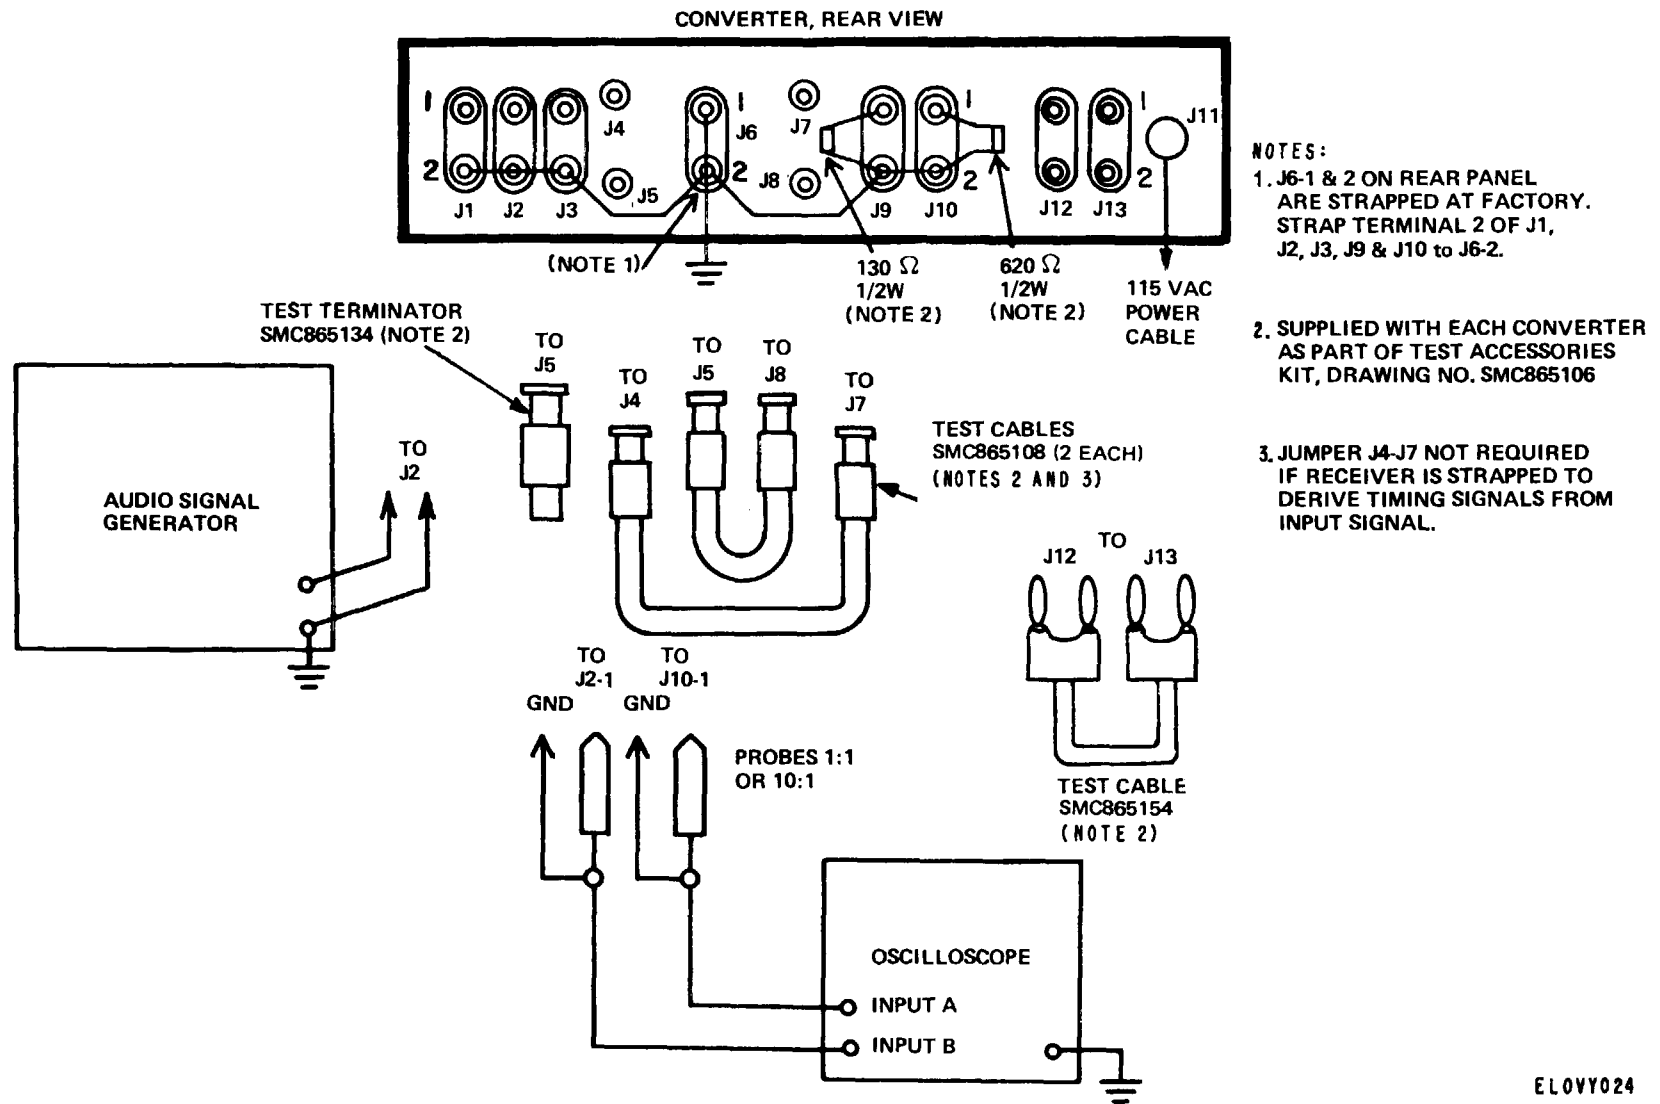 CONVERTER, REAR VIEW
1
2
J1
J2
J3
J4
J5
1
J6
2
J7
J8
J9
J10
1
2
J12
J13
1
2
J11
(NOTE 1)
130 Ω
1/2W
(NOTE 2)
620 Ω
1/2W
(NOTE 2)
115 VAC
POWER
CABLE
NOTES:
1. J6-1 & 2 ON REAR PANEL
ARE STRAPPED AT FACTORY.
STRAP TERMINAL 2 OF J1,
J2, J3, J9 & J10 to J6-2.
2. SUPPLIED WITH EACH CONVERTER
AS PART OF TEST ACCESSORIES
KIT, DRAWING NO. SMC865106
3. JUMPER J4-J7 NOT REQUIRED
IF RECEIVER IS STRAPPED TO
DERIVE TIMING SIGNALS FROM
INPUT SIGNAL.
TEST TERMINATOR
SMC865134 (NOTE 2)
TO
J5
TO
J4
TO
J5
TO
J8
TO
J7
TEST CABLES
SMC865108 (2 EACH)
(NOTES 2 AND 3)
AUDIO SIGNAL
GENERATOR
TO
J2
TO
J12
J13
TEST CABLE
SMC865154
(NOTE 2)
TO
J2-1
TO
J10-1
GND
GND
PROBES 1:1
OR 10:1
OSCILLOSCOPE
INPUT A
INPUT B
ELOVY024